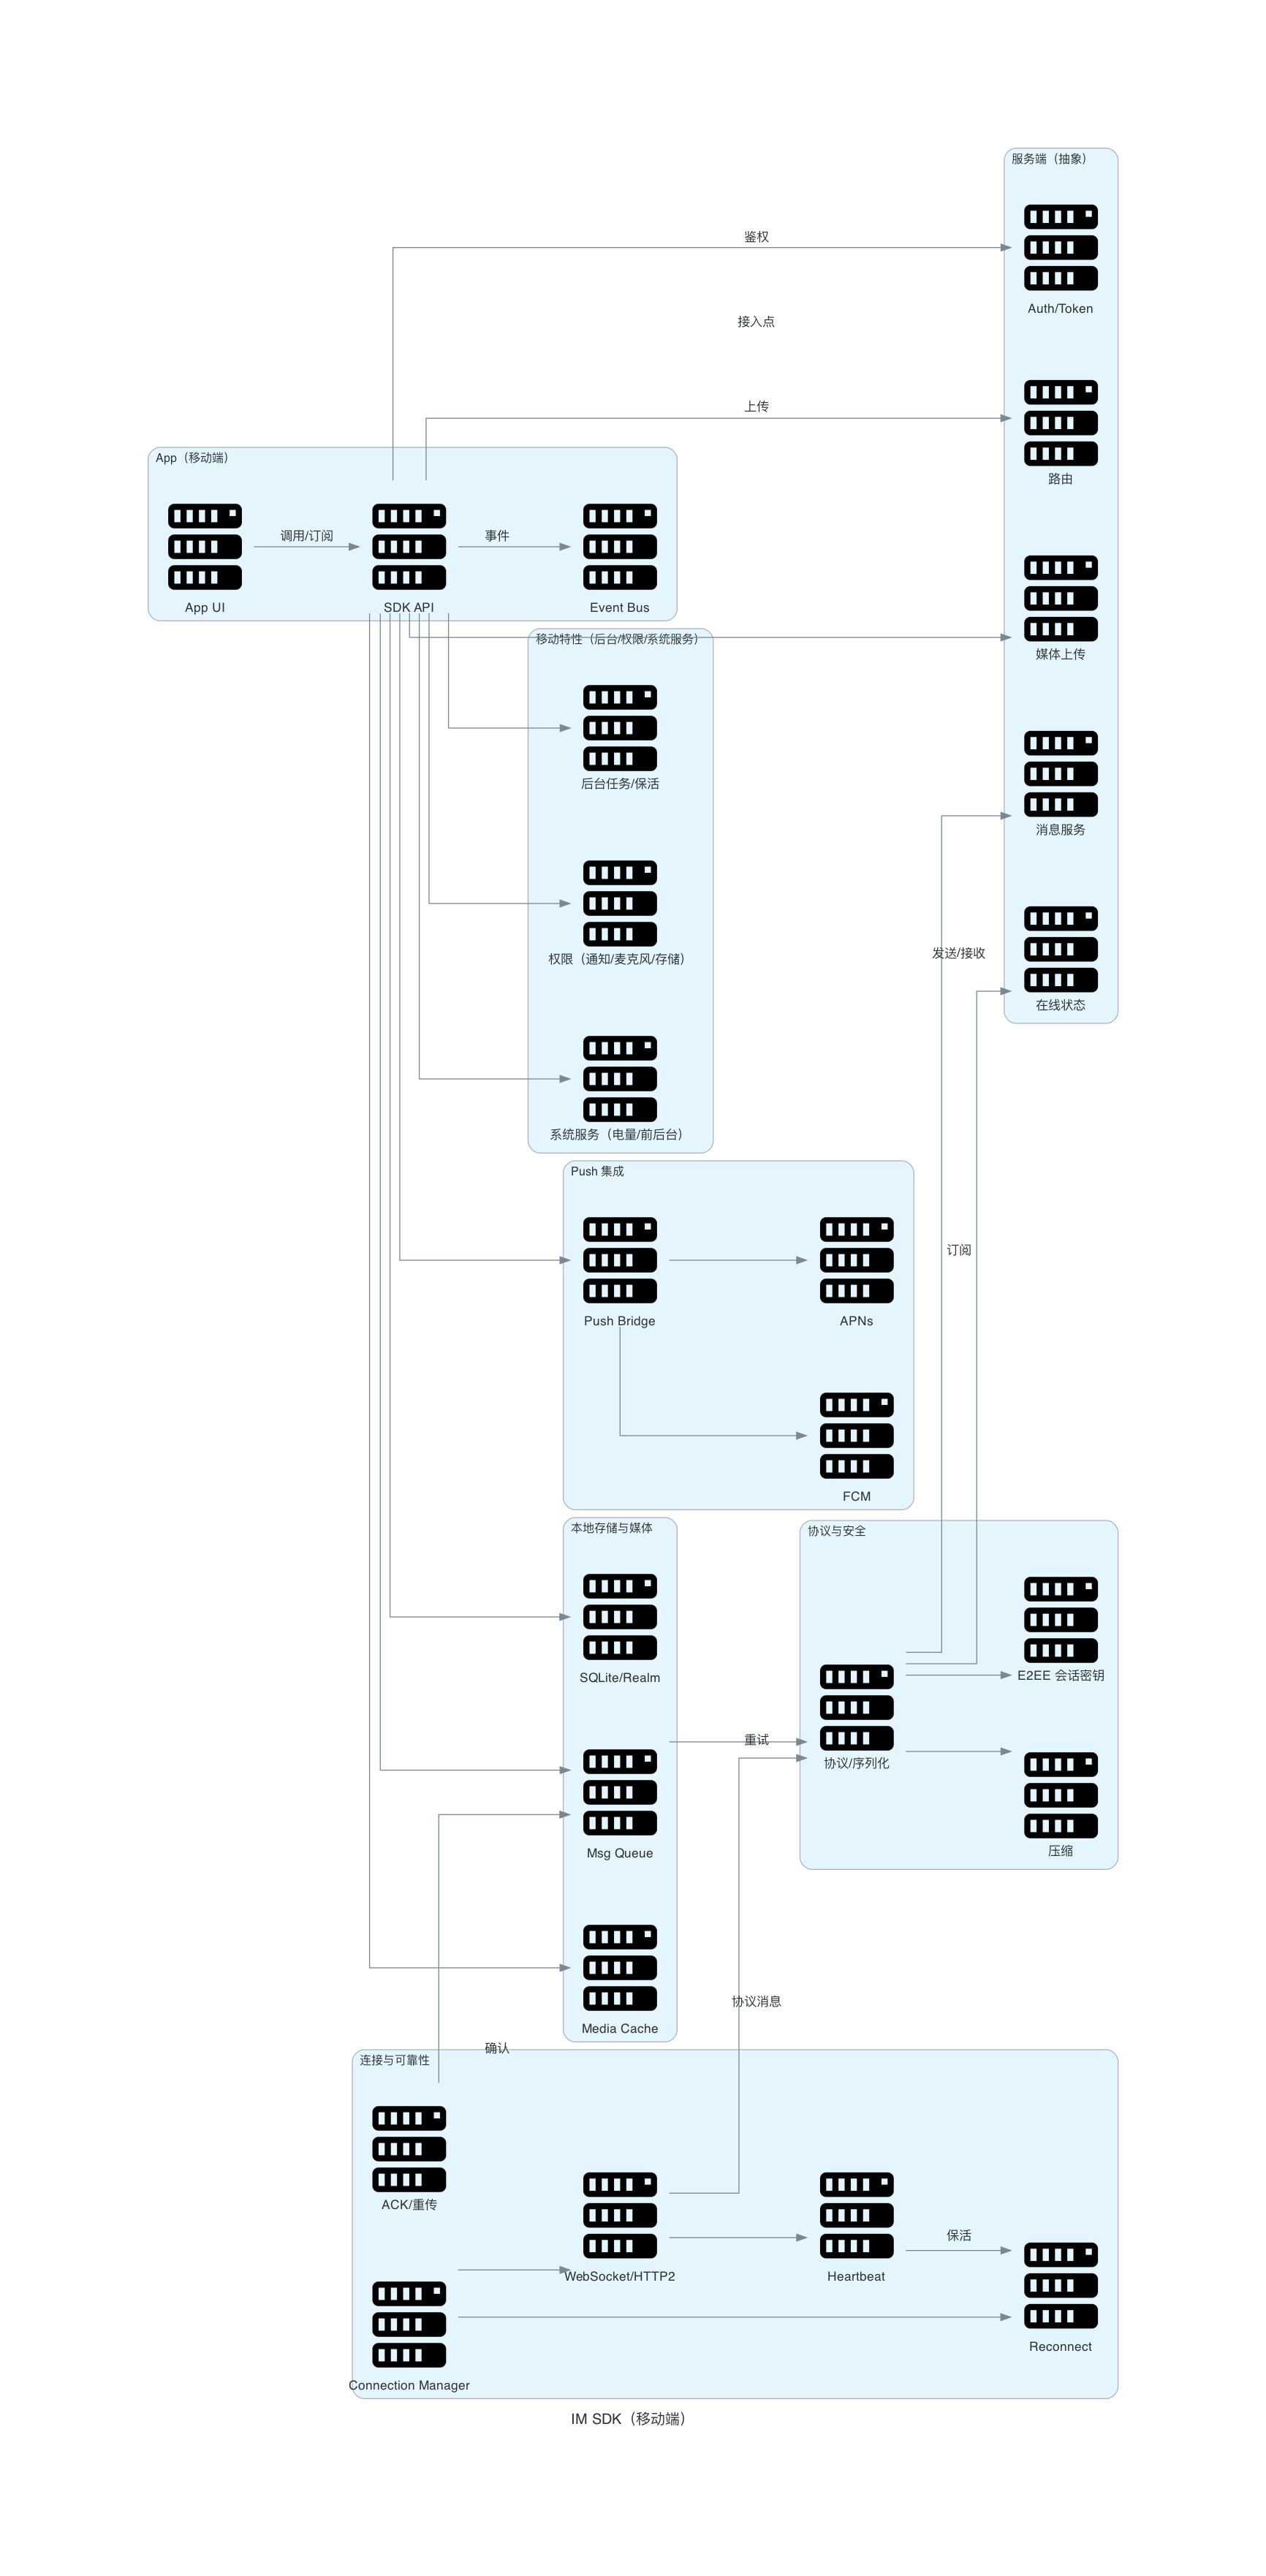 服务端（抽象）
鉴权
Auth/Token
接入点
上传
路由
App（移动端）
调用/订阅
事件
App UI
SDK API
Event Bus
媒体上传
移动特性（后台/权限/系统服务）
后台任务/保活
消息服务
权限（通知/麦克风/存储）
发送/接收
在线状态
系统服务（电量/前后台）
Push 集成
订阅
Push Bridge
APNs
FCM
本地存储与媒体
协议与安全
SQLite/Realm
E2EE 会话密钥
重试
协议/序列化
Msg Queue
压缩
协议消息
Media Cache
确认
连接与可靠性
ACK/重传
保活
WebSocket/HTTP2
Heartbeat
Reconnect
Connection Manager
IM SDK（移动端）